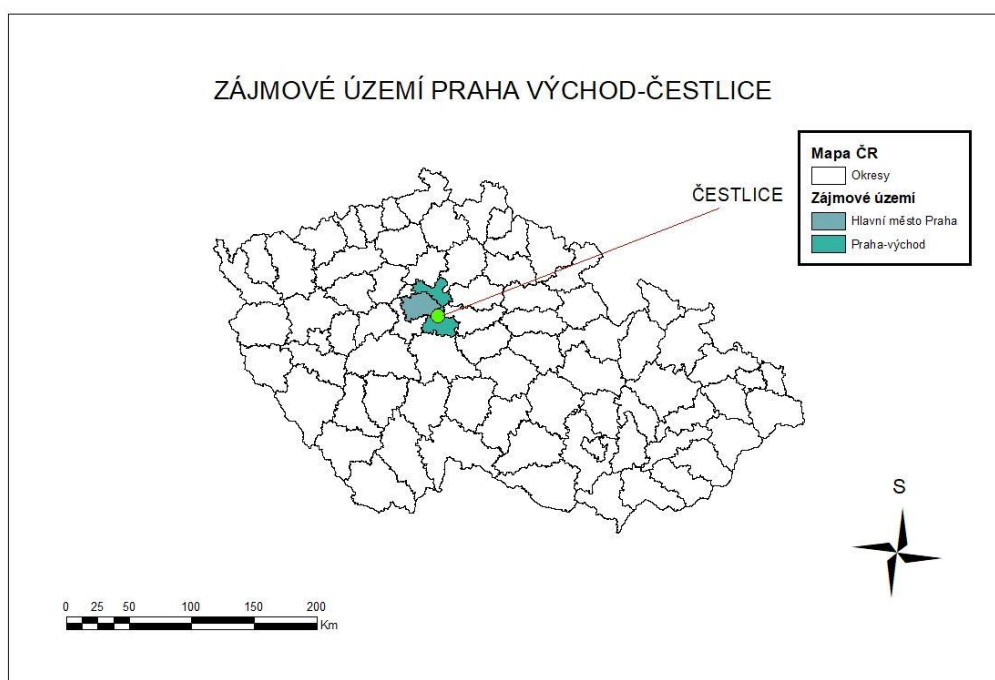 ZÁJMOVÉ ÚZEMÍ PRAHA VÝCHOD-ČESTLICE
Mapa ČR
Okresy
Zájmové území
Hlavní město Praha
Praha-východ
ČESTLICE
S
0 25 50 100 150 200
Km